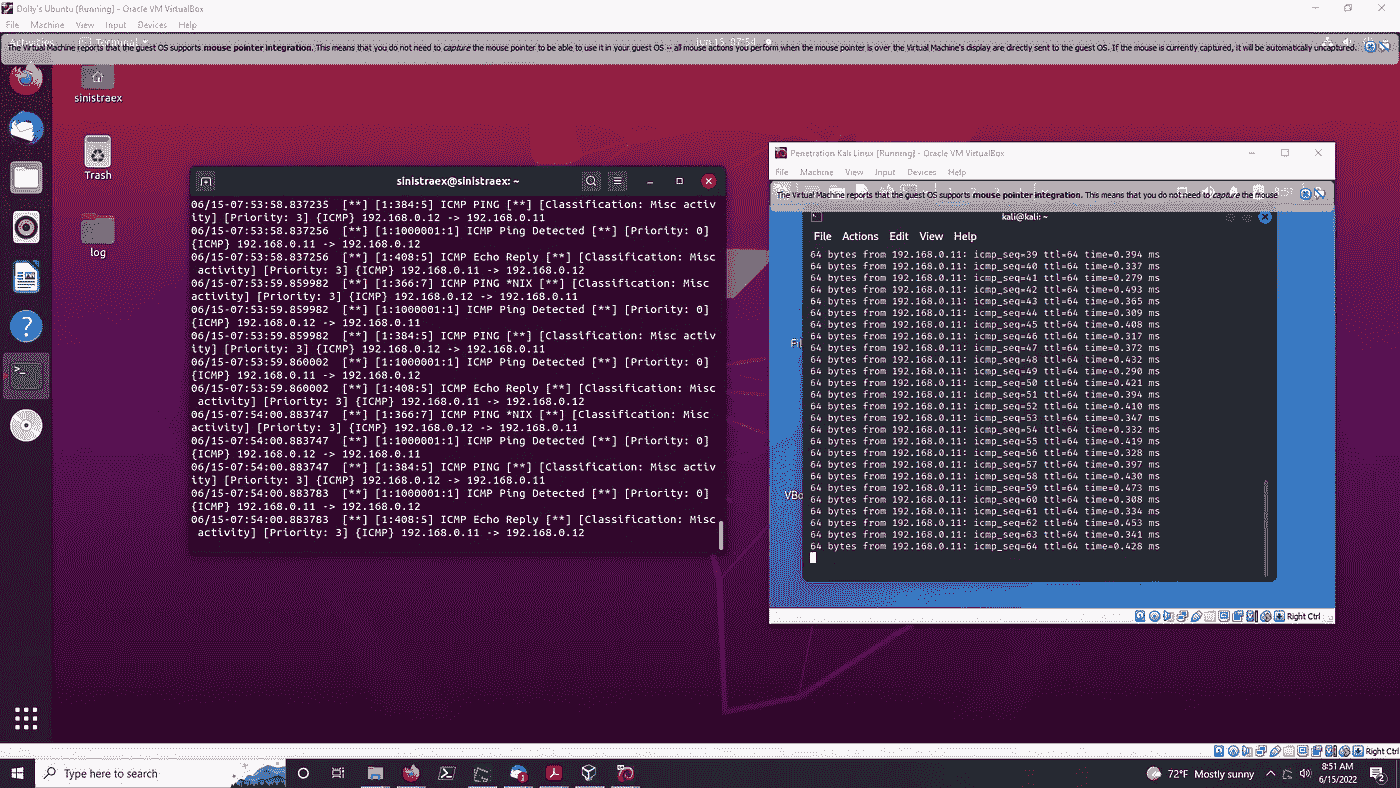 Dolly's Ubuntu [Running] - Oracle VM VirtualBox
File Machine View Input Devices Help
The Virtual Machine reports that the guest OS supports mouse pointer integration. This means that you do not need to capture the mouse pointer to be able to use it in your guest OS -- all mouse actions you perform when the mouse pointer is over the Virtual Machine's display are directly sent to the guest OS. If the mouse is currently captured, it will be automatically uncaptured.
sinistraex
Trash
log
sinistraex@sinistraex: ~
06/15-07:53:58.837235 [**] [1:384:5] ICMP PING [**] [Classification: Misc activ
ity] [Priority: 3] {ICMP} 192.168.0.12 -> 192.168.0.11
06/15-07:53:58.837256 [**] [1:1000001:1] ICMP Ping Detected [**] [Priority: 0]
{ICMP} 192.168.0.11 -> 192.168.0.12
06/15-07:53:58.837256 [**] [1:408:5] ICMP Echo Reply [**] [Classification: Misc
activity] [Priority: 3] {ICMP} 192.168.0.11 -> 192.168.0.12
06/15-07:53:59.859982 [**] [1:366:7] ICMP PING *NIX [**] [Classification: Misc
activity] [Priority: 3] {ICMP} 192.168.0.12 -> 192.168.0.11
06/15-07:53:59.859982 [**] [1:1000001:1] ICMP Ping Detected [**] [Priority: 0]
{ICMP} 192.168.0.12 -> 192.168.0.11
06/15-07:53:59.859982 [**] [1:384:5] ICMP PING [**] [Classification: Misc activ
ity] [Priority: 3] {ICMP} 192.168.0.12 -> 192.168.0.11
06/15-07:53:59.860002 [**] [1:1000001:1] ICMP Ping Detected [**] [Priority: 0]
{ICMP} 192.168.0.11 -> 192.168.0.12
06/15-07:53:59.860002 [**] [1:408:5] ICMP Echo Reply [**] [Classification: Misc
activity] [Priority: 3] {ICMP} 192.168.0.11 -> 192.168.0.12
06/15-07:54:00.883747 [**] [1:366:7] ICMP PING *NIX [**] [Classification: Misc
activity] [Priority: 3] {ICMP} 192.168.0.12 -> 192.168.0.11
06/15-07:54:00.883747 [**] [1:1000001:1] ICMP Ping Detected [**] [Priority: 0]
{ICMP} 192.168.0.12 -> 192.168.0.11
06/15-07:54:00.883747 [**] [1:384:5] ICMP PING [**] [Classification: Misc activ
ity] [Priority: 3] {ICMP} 192.168.0.12 -> 192.168.0.11
06/15-07:54:00.883783 [**] [1:1000001:1] ICMP Ping Detected [**] [Priority: 0]
{ICMP} 192.168.0.11 -> 192.168.0.12
06/15-07:54:00.883783 [**] [1:408:5] ICMP Echo Reply [**] [Classification: Misc
activity] [Priority: 3] {ICMP} 192.168.0.11 -> 192.168.0.12
Penetration Kali Linux [Running] - Oracle VM VirtualBox
File Machine View Input Devices Help
The Virtual Machine reports that the guest OS supports mouse pointer integration. This means that you do not need to capture the mouse
kali@kali: ~
File Actions Edit View Help
64 bytes from 192.168.0.11: icmp_seq=39 ttl=64 time=0.394 ms
64 bytes from 192.168.0.11: icmp_seq=40 ttl=64 time=0.337 ms
64 bytes from 192.168.0.11: icmp_seq=41 ttl=64 time=0.279 ms
64 bytes from 192.168.0.11: icmp_seq=42 ttl=64 time=0.493 ms
64 bytes from 192.168.0.11: icmp_seq=43 ttl=64 time=0.365 ms
64 bytes from 192.168.0.11: icmp_seq=44 ttl=64 time=0.309 ms
64 bytes from 192.168.0.11: icmp_seq=45 ttl=64 time=0.408 ms
64 bytes from 192.168.0.11: icmp_seq=46 ttl=64 time=0.317 ms
64 bytes from 192.168.0.11: icmp_seq=47 ttl=64 time=0.372 ms
64 bytes from 192.168.0.11: icmp_seq=48 ttl=64 time=0.432 ms
64 bytes from 192.168.0.11: icmp_seq=49 ttl=64 time=0.290 ms
64 bytes from 192.168.0.11: icmp_seq=50 ttl=64 time=0.421 ms
64 bytes from 192.168.0.11: icmp_seq=51 ttl=64 time=0.394 ms
64 bytes from 192.168.0.11: icmp_seq=52 ttl=64 time=0.410 ms
64 bytes from 192.168.0.11: icmp_seq=53 ttl=64 time=0.347 ms
64 bytes from 192.168.0.11: icmp_seq=54 ttl=64 time=0.332 ms
64 bytes from 192.168.0.11: icmp_seq=55 ttl=64 time=0.419 ms
64 bytes from 192.168.0.11: icmp_seq=56 ttl=64 time=0.328 ms
64 bytes from 192.168.0.11: icmp_seq=57 ttl=64 time=0.397 ms
64 bytes from 192.168.0.11: icmp_seq=58 ttl=64 time=0.430 ms
64 bytes from 192.168.0.11: icmp_seq=59 ttl=64 time=0.473 ms
64 bytes from 192.168.0.11: icmp_seq=60 ttl=64 time=0.308 ms
64 bytes from 192.168.0.11: icmp_seq=61 ttl=64 time=0.334 ms
64 bytes from 192.168.0.11: icmp_seq=62 ttl=64 time=0.453 ms
64 bytes from 192.168.0.11: icmp_seq=63 ttl=64 time=0.341 ms
64 bytes from 192.168.0.11: icmp_seq=64 ttl=64 time=0.428 ms
Right Ctrl
Right Ctrl
Type here to search
72°F Mostly sunny
8:51 AM
6/15/2022